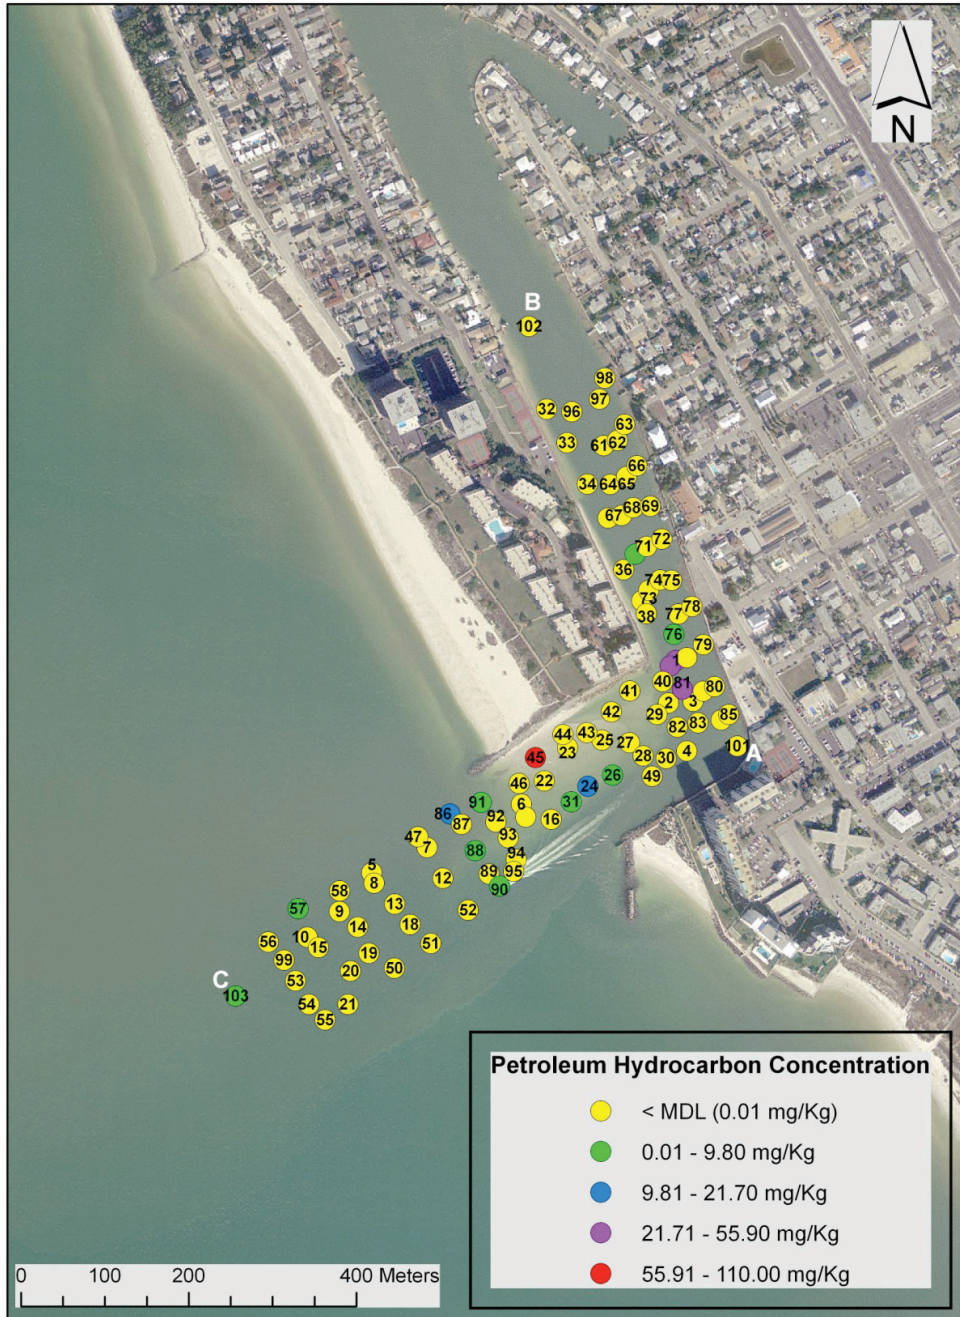 N
B
102
98
97
32 96
63
33 61 62
66
34 64 65
67 68 69
71 72
36
74 75
73
38 77 78
76
79
1
40 81 80
41
2 3
42 29 85
82 83
44 43 25 27
23
28 30 4 101 A
45
49
46 22 24 26
91 31
6
86 87 92 16
47 93
7 88
94
5 89 95
8 12 90
58
57 9 13 52
14 18
10 15
56 51
99 19
20 50
53
C
103
54 21
55
Petroleum Hydrocarbon Concentration
< MDL (0.01 mg/Kg)
0.01 - 9.80 mg/Kg
9.81 - 21.70 mg/Kg
21.71 - 55.90 mg/Kg
55.91 - 110.00 mg/Kg
0 100 200 400 Meters